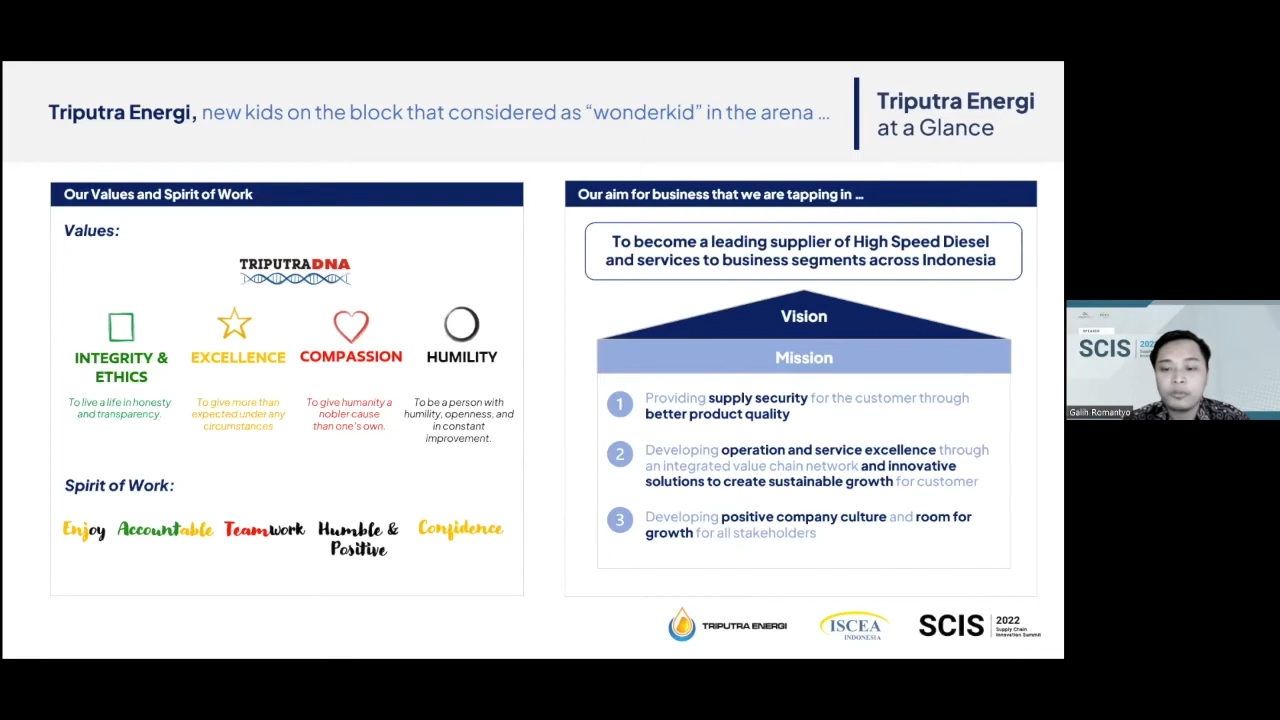 Triputra Energi, new kids on the block that considered as “wonderkid” in the arena ...
Triputra Energi
at a Glance
Our Values and Spirit of Work
Values:
TRIPUTRADNA
INTEGRITY &
ETHICS
To live a life in honesty
and transparency.
EXCELLENCE
To give more than
expected under any
circumstances
COMPASSION
To give humanity a
nobler cause
than one's own.
HUMILITY
To be a person with
humility, openness, and
in constant
improvement.
Spirit of Work:
Enjoy
Accountable
Teamwork
Humble &
Positive
Confidence
Our aim for business that we are tapping in ...
To become a leading supplier of High Speed Diesel
and services to business segments across Indonesia
Vision
Mission
1
Providing supply security for the customer through
better product quality
2
Developing operation and service excellence through
an integrated value chain network and innovative
solutions to create sustainable growth for customer
3
Developing positive company culture and room for
growth for all stakeholders
TRIPUTRA ENERGI
ISCEA
INDONESIA
SCIS
2022
Supply Chain
Innovation Summit
SCIS
Galih Romantyo